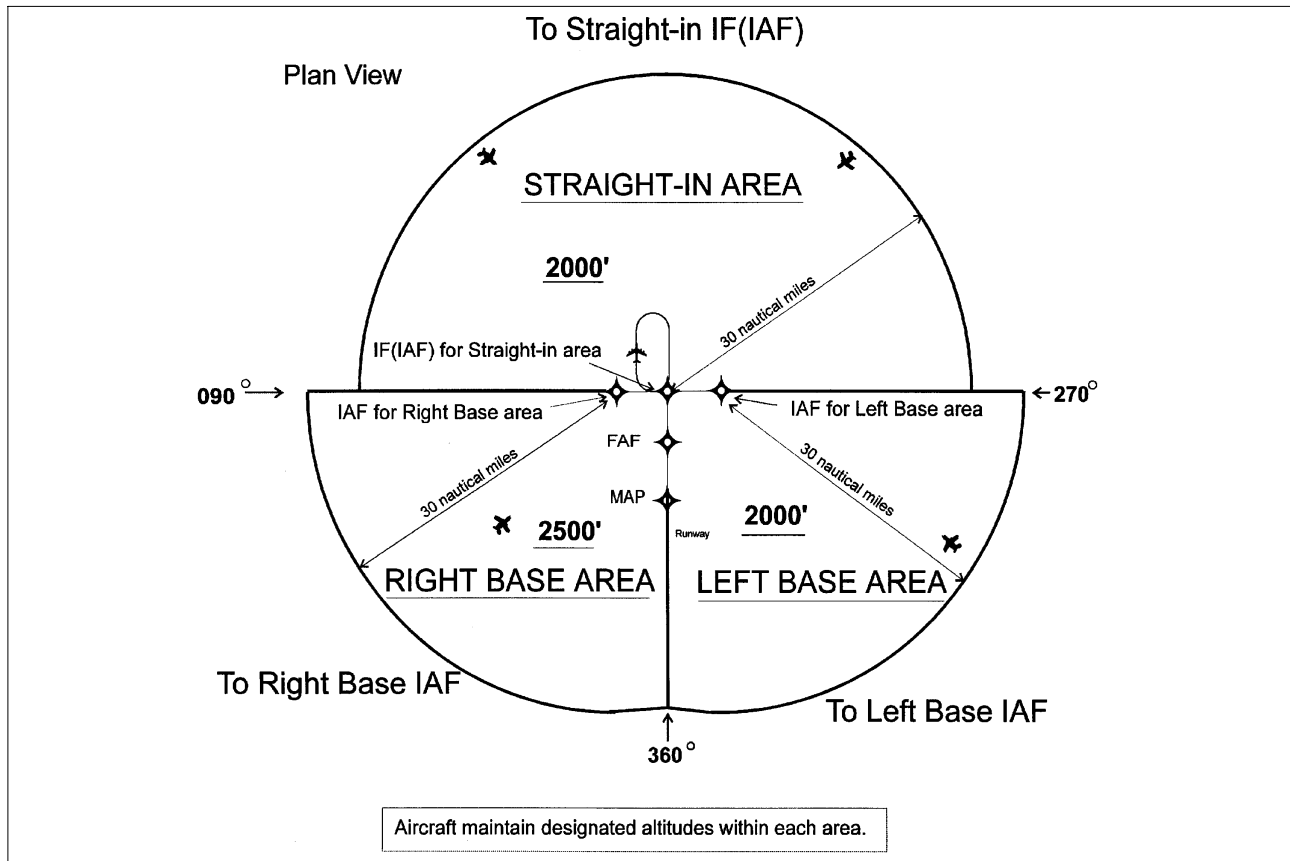 To Straight-in IF(IAF)
Plan View
STRAIGHT-IN AREA
2000'
30 nautical miles
IF(IAF) for Straight-in area
090°
270°
IAF for Right Base area
IAF for Left Base area
FAF
30 nautical miles
30 nautical miles
MAP
2500'
2000'
Runway
RIGHT BASE AREA
LEFT BASE AREA
To Right Base IAF
To Left Base IAF
360°
Aircraft maintain designated altitudes within each area.